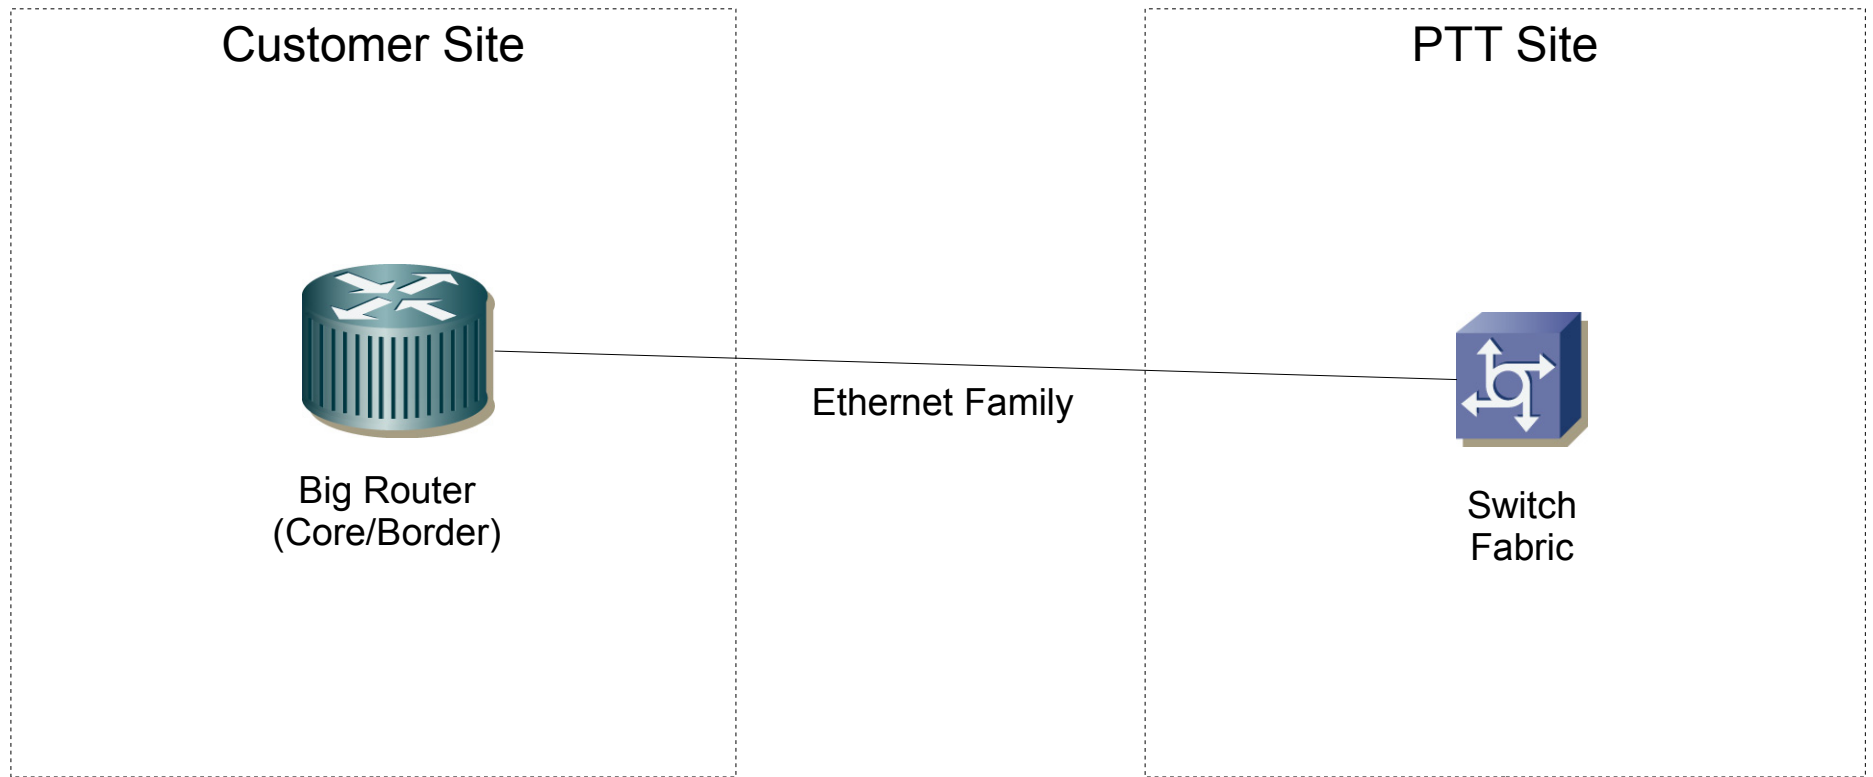 Customer Site
PTT Site
Ethernet Family
Big Router
(Core/Border)
Switch
Fabric